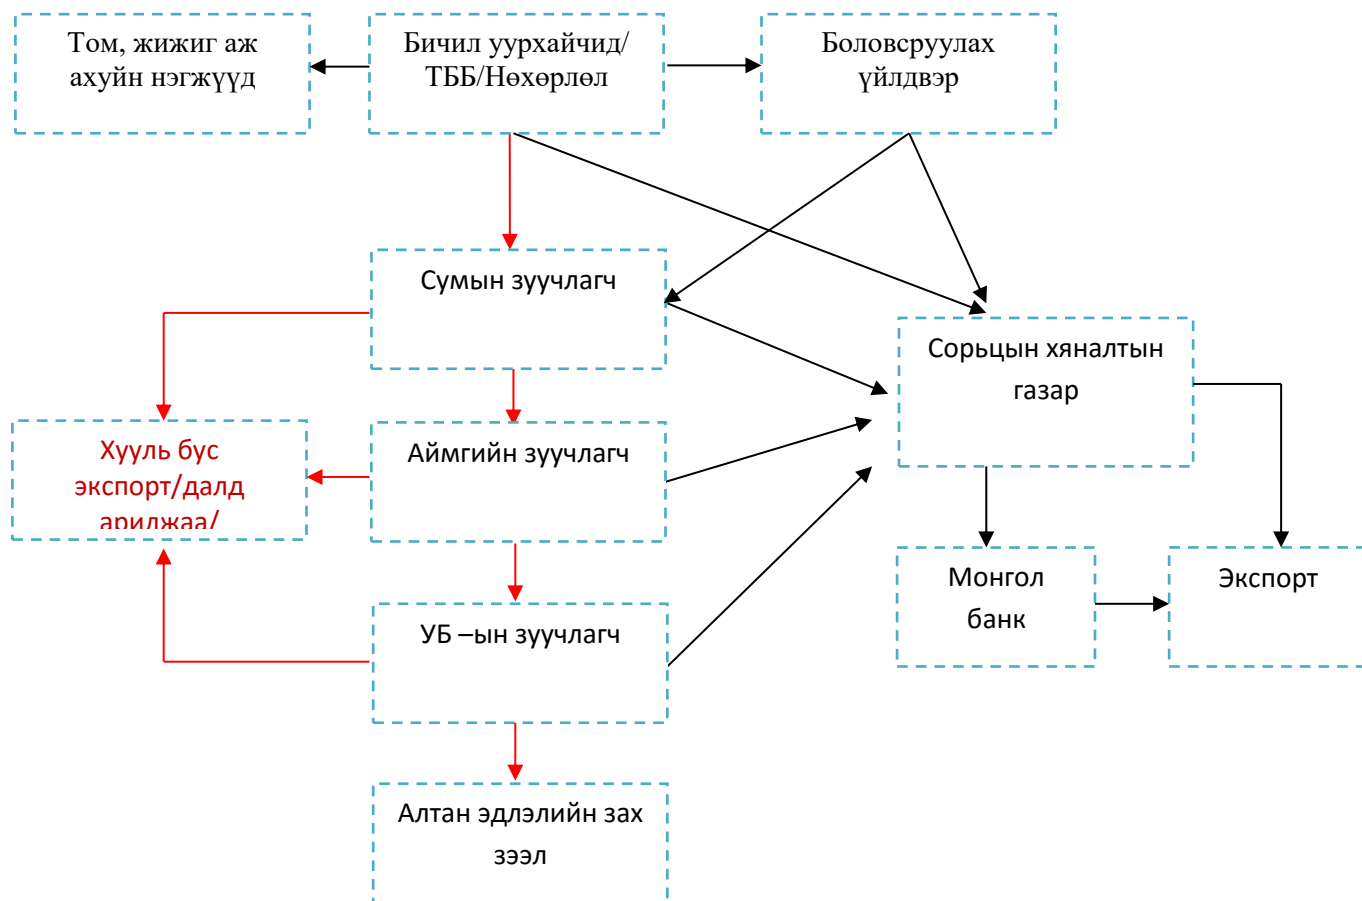 Том, жижиг аж
ахуйн нэгжүүд
Бичил уурхайчид/
ТББ/Нөхөрлөл
Боловсруулах
үйлдвэр
Сумын зуучлагч
Сорьцын хяналтын
газар
Хууль бус
экспорт/далд
арилжаа/
Аймгийн зуучлагч
УБ –ын зуучлагч
Монгол
банк
Экспорт
Алтан эдлэлийн зах
зээл